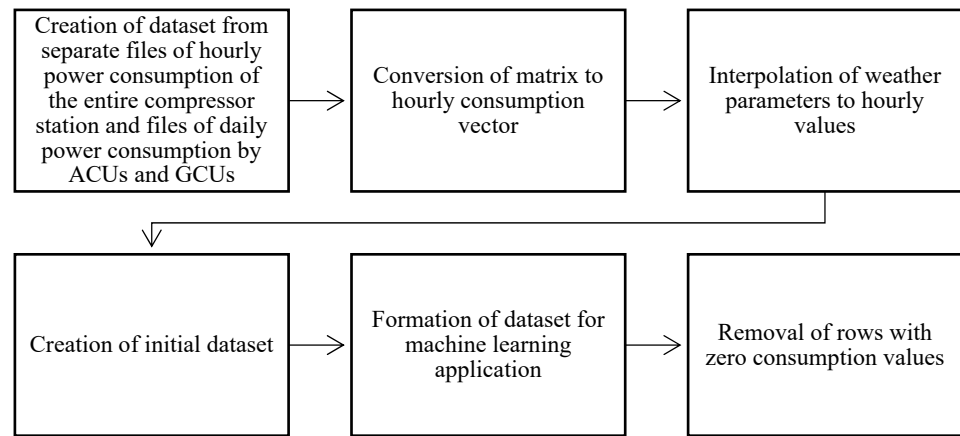 Creation of dataset from
separate files of hourly
power consumption of
the entire compressor
station and files of daily
power consumption by
ACUs and GCUs
Conversion of matrix to
hourly consumption
vector
Interpolation of weather
parameters to hourly
values
Creation of initial dataset
Formation of dataset for
machine learning
application
Removal of rows with
zero consumption values